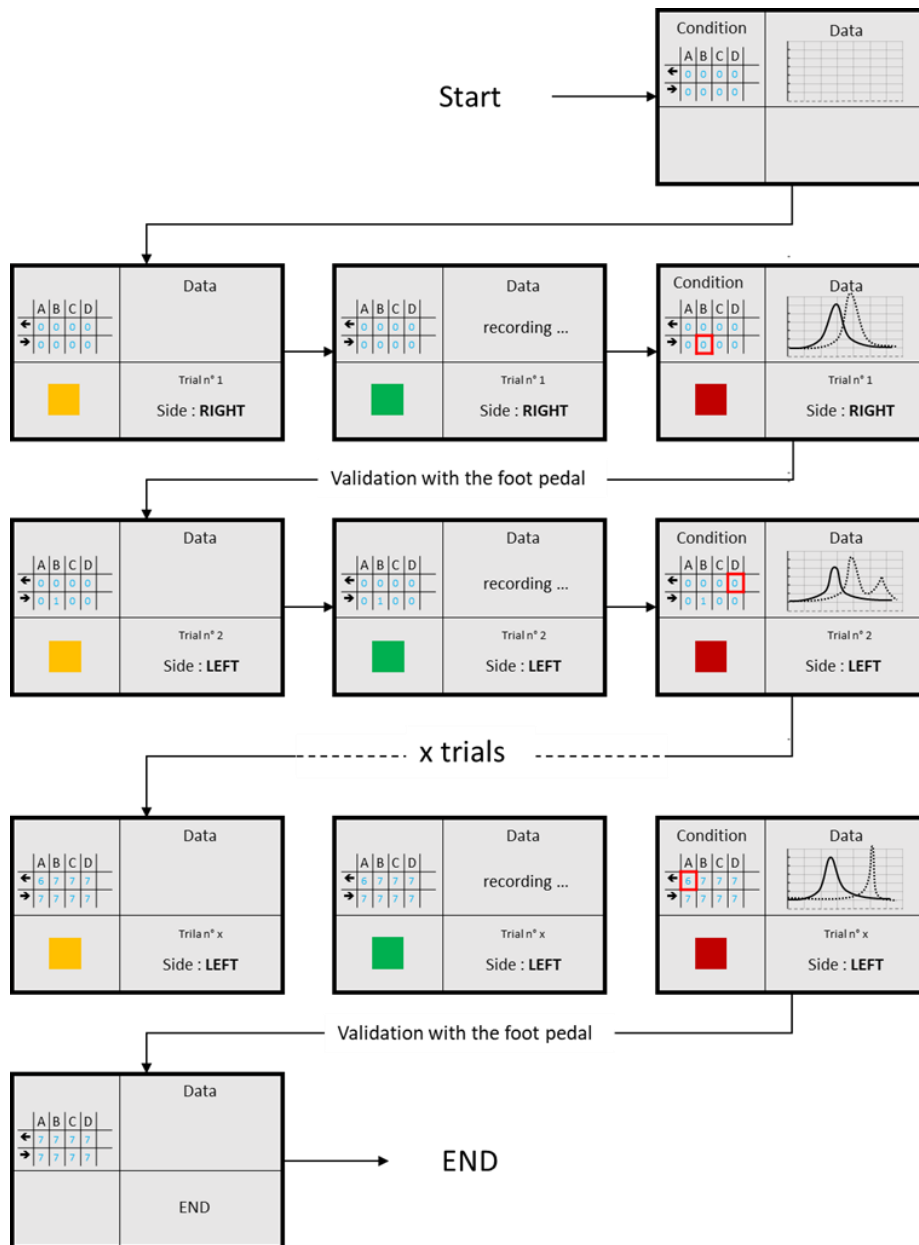 Condition Data
A B C D
← 0 0 0 0
→ 0 0 0 0
Start
Data
A B C D
← 0 0 0 0
→ 0 0 0 0
Trial n° 1
Side : RIGHT
Data
A B C D
← 0 0 0 0
→ 0 0 0 0
recording ...
Trial n° 1
Side : RIGHT
Condition Data
A B C D
← 0 0 0 0
→ 0 0 0 0
Trial n° 1
Side : RIGHT
Validation with the foot pedal
Data
A B C D
← 0 0 0 0
→ 0 1 0 0
Trial n° 2
Side : LEFT
Data
A B C D
← 0 0 0 0
→ 0 1 0 0
recording ...
Trial n° 2
Side : LEFT
Condition Data
A B C D
← 0 0 0 0
→ 0 1 0 0
Trial n° 2
Side : LEFT
x trials
Data
A B C D
← 6 7 7 7
→ 7 7 7 7
Trila n° x
Side : LEFT
Data
A B C D
← 6 7 7 7
→ 7 7 7 7
recording ...
Trial n° x
Side : LEFT
Condition Data
A B C D
← 6 7 7 7
→ 7 7 7 7
Trial n° x
Side : LEFT
Validation with the foot pedal
Data
A B C D
← 7 7 7 7
→ 7 7 7 7
END
END